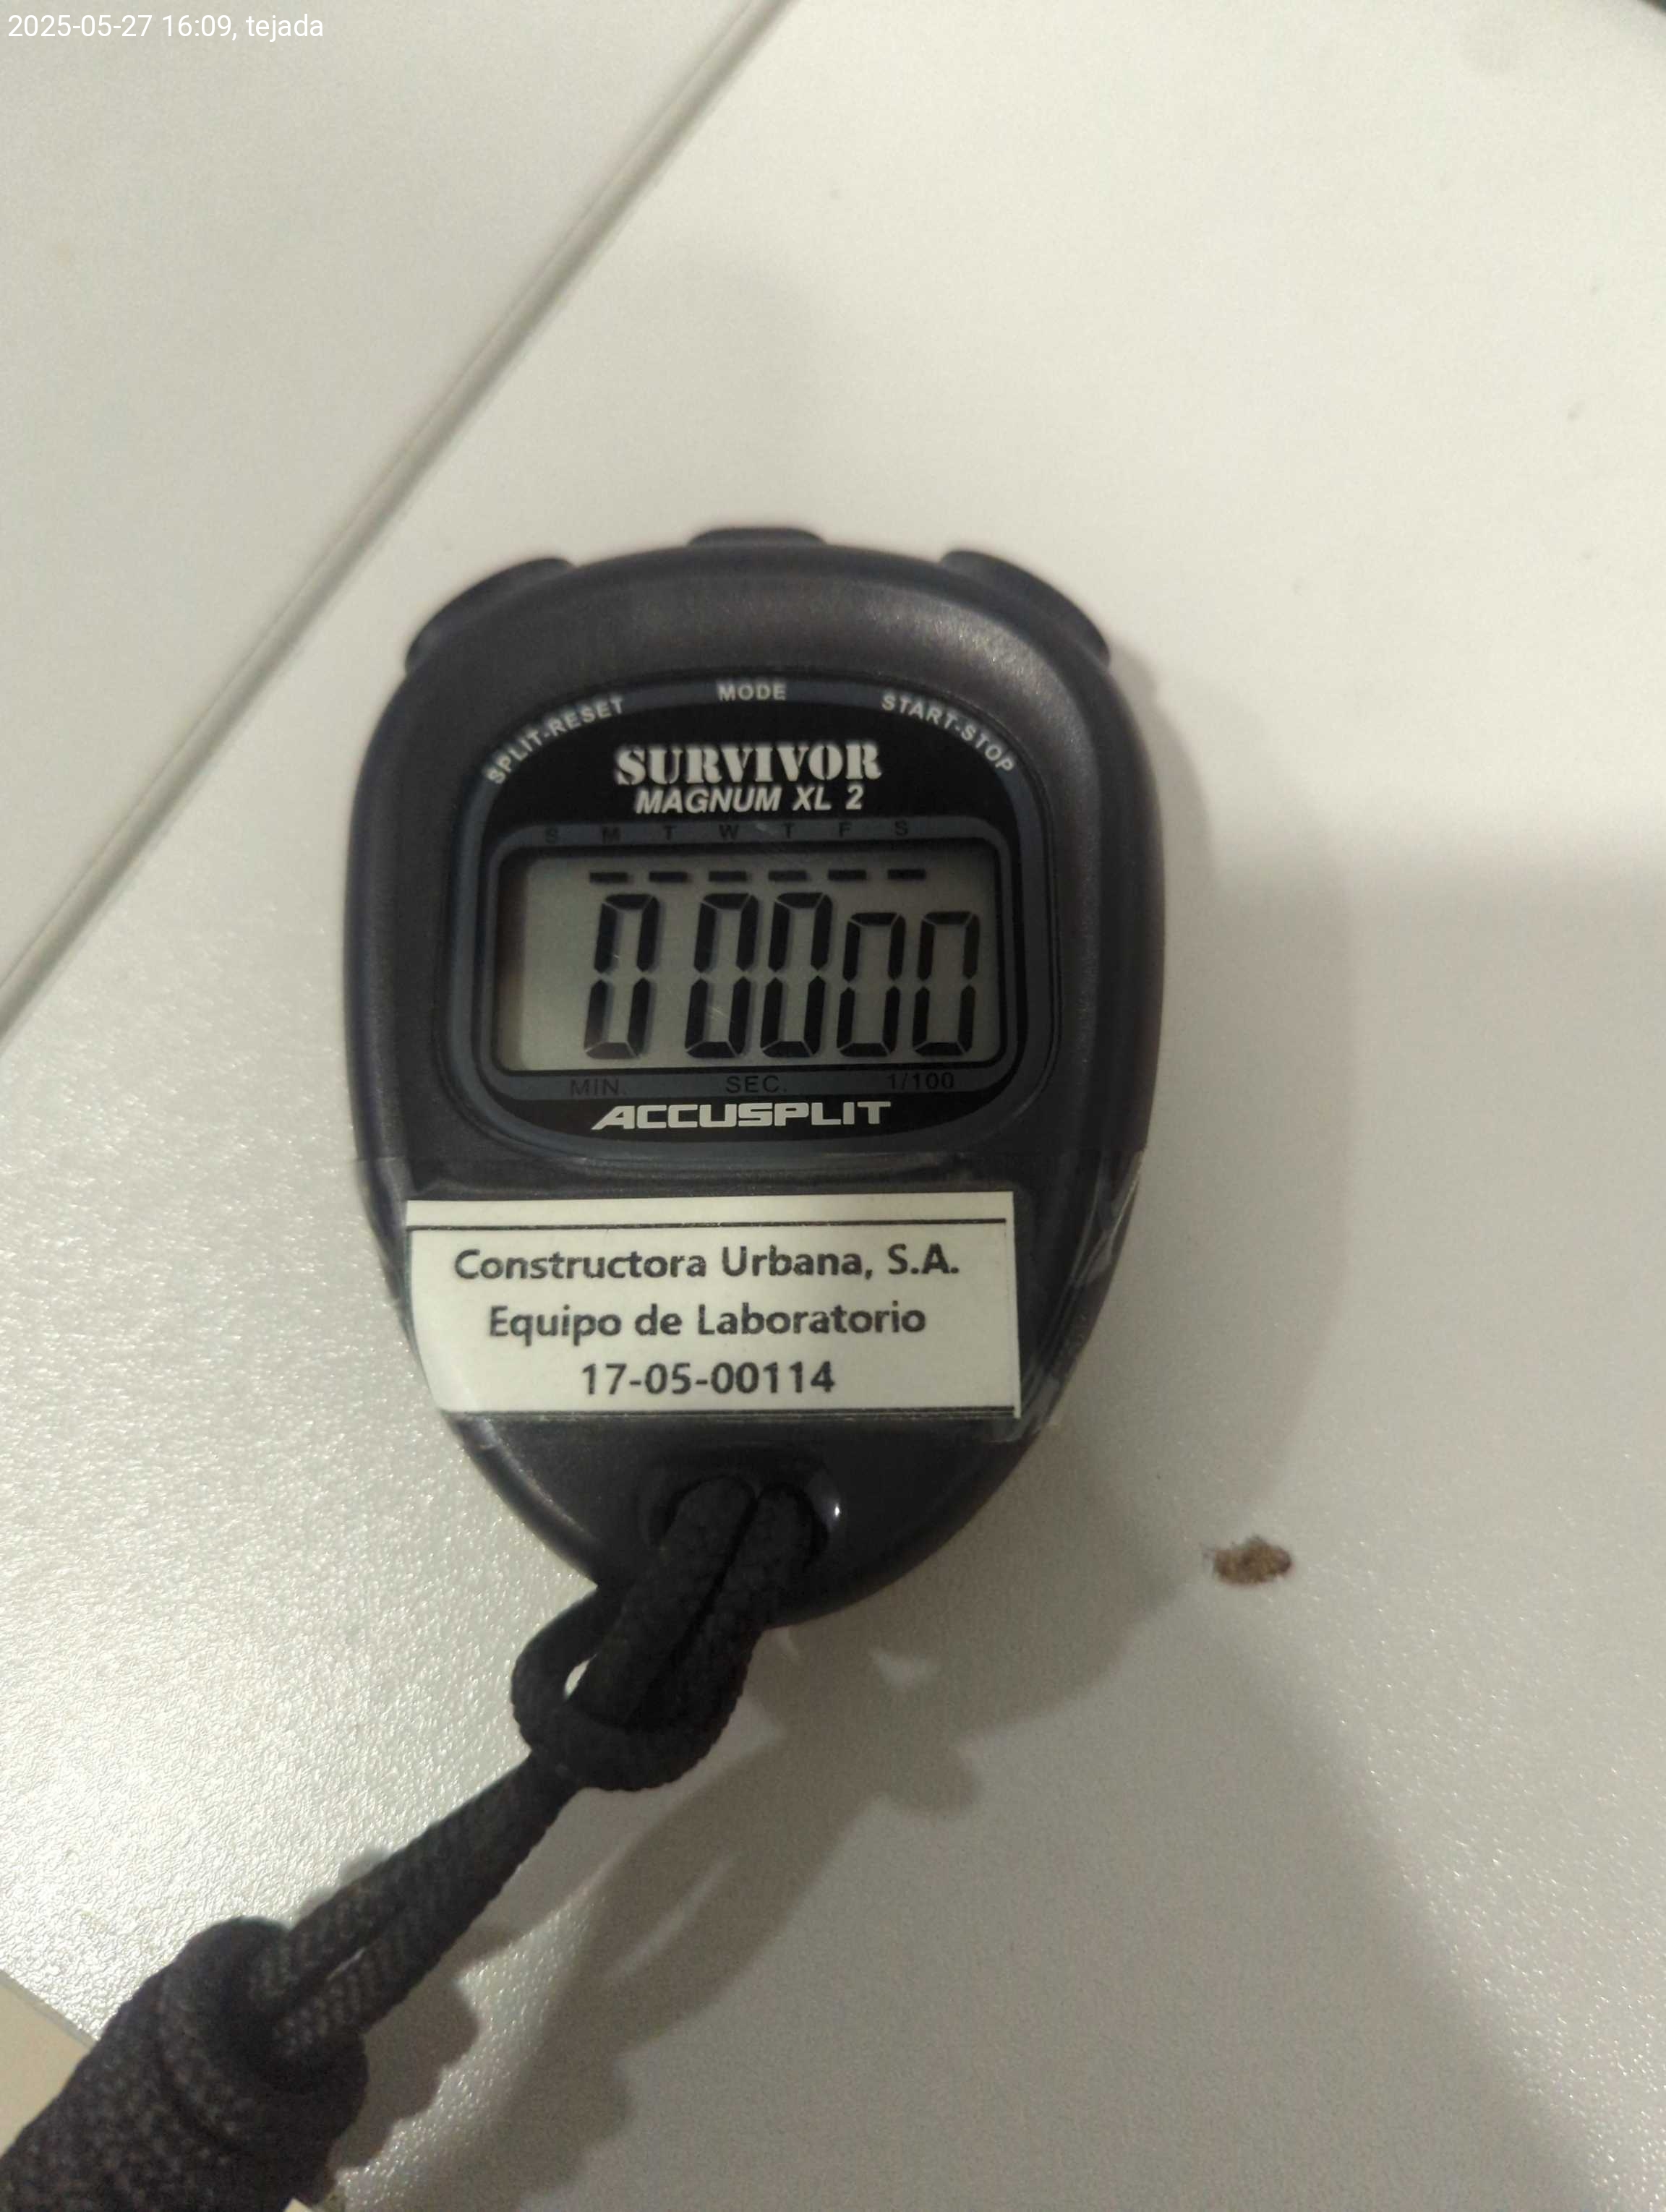 2025-05-27 16:09, tejada
SPLIT-RESET MODE START-STOP
SURVIVOR
MAGNUM XL 2
S M T W T F S
0 00 00
MIN. SEC. 1/100
ACCUSPLIT
Constructora Urbana, S.A.
Equipo de Laboratorio
17-05-00114